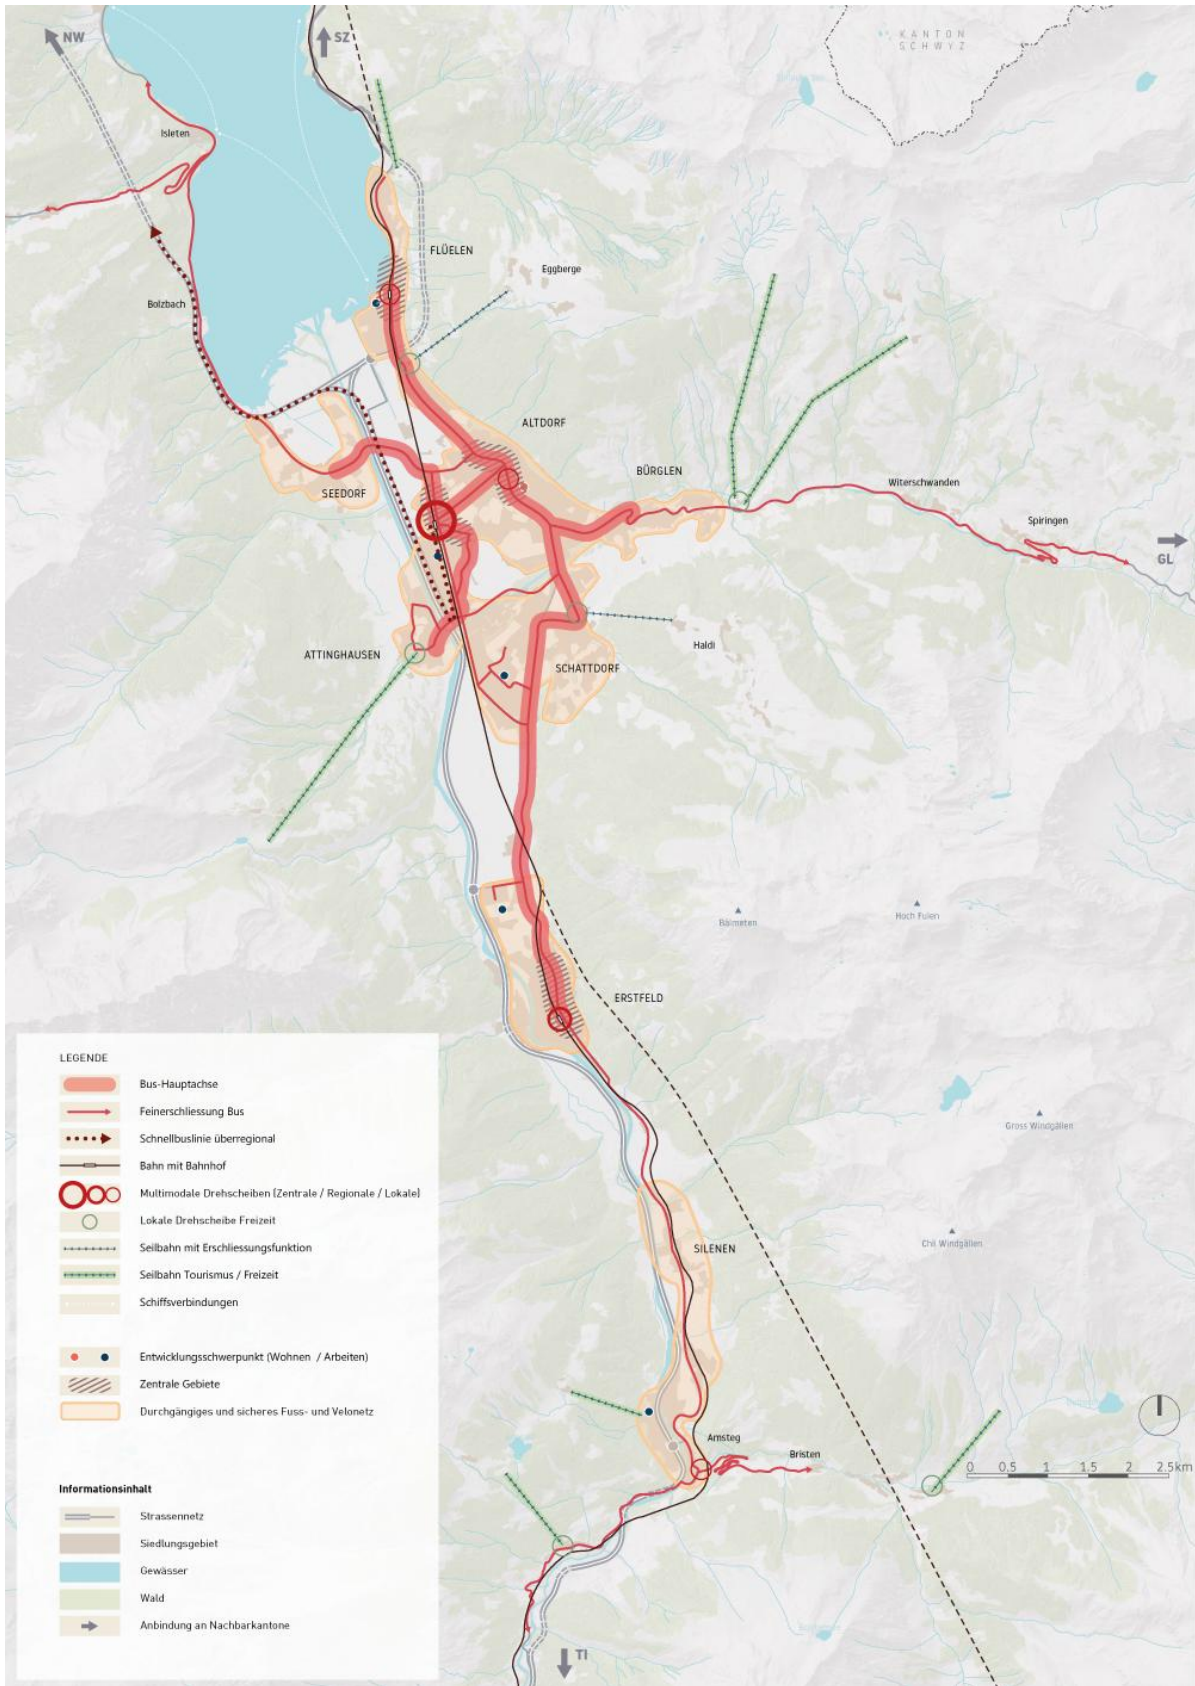 NW
SZ
KANTON
SCHWYZ
Isleten
FLÜELEN
Eggberge
Bolzbach
ALTDORF
BÜRGLEN
SEEDORF
Witerschwanden
Spiringen
GL
ATTINGHAUSEN
Haldi
SCHATTDORF
Bälmeten
Hoch Fulen
ERSTFELD
LEGENDE
Bus-Hauptachse
Feinerschliessung Bus
Schnellbuslinie überregional
Bahn mit Bahnhof
Multimodale Drehscheiben (Zentrale / Regionale / Lokale)
Lokale Drehscheibe Freizeit
Seilbahn mit Erschliessungsfunktion
Seilbahn Tourismus / Freizeit
Schiffsverbindungen
Entwicklungsschwerpunkt (Wohnen / Arbeiten)
Zentrale Gebiete
Durchgängiges und sicheres Fuss- und Velonetz
Informationsinhalt
Strassennetz
Siedlungsgebiet
Gewässer
Wald
Anbindung an Nachbarkantone
Gross Windgällen
Chli Windgällen
SILENEN
Amsteg
Bristen
0 0.5 1 1.5 2 2.5km
TI